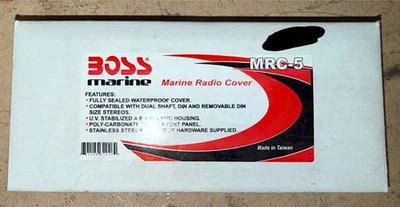 BOSS
marine
Marine Radio Cover
MRC-5
FEATURES:
• FULLY SEALED WATERPROOF COVER.
• COMPATIBLE WITH DUAL SHAFT, DIN AND REMOVABLE DIN
SIZE STEREOS.
• U.V. STABILIZED HOUSING.
• POLY-CARBONATE FRONT PANEL.
• STAINLESS STEEL HARDWARE SUPPLIED.
Made in Taiwan